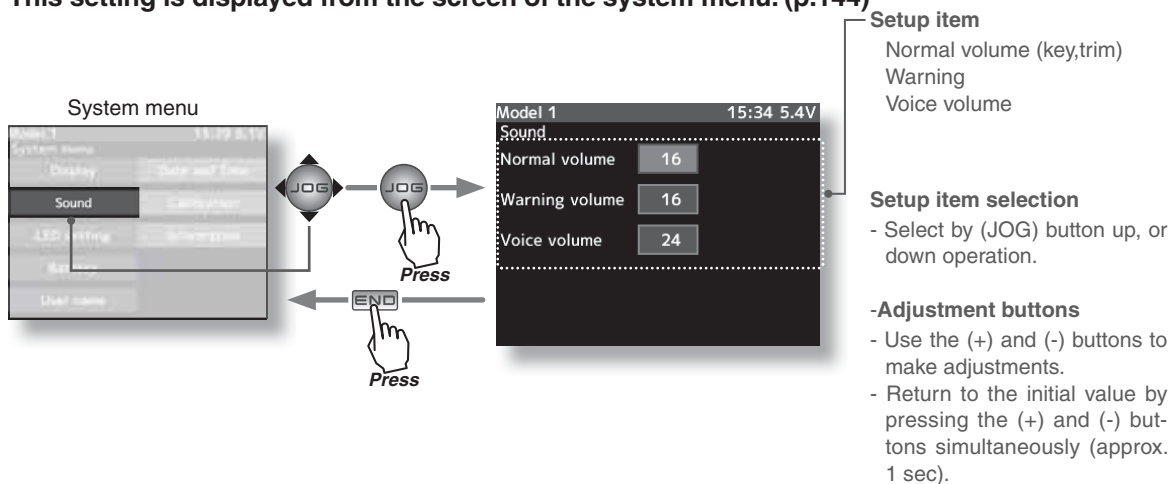 This setting is displayed from the screen of the system menu. (p.144)
System menu
Model 1
System menu
Display
Date and Time
Sound
Calibration
LED setting
Information
Battery
User name
JOG
JOG
Press
END
Press
Model 1 15:34 5.4V
Sound
Normal volume 16
Warning volume 16
Voice volume 24
Setup item
Normal volume (key,trim)
Warning
Voice volume
Setup item selection
- Select by (JOG) button up, or
down operation.
-Adjustment buttons
- Use the (+) and (-) buttons to
make adjustments.
- Return to the initial value by
pressing the (+) and (-) but-
tons simultaneously (approx.
1 sec).